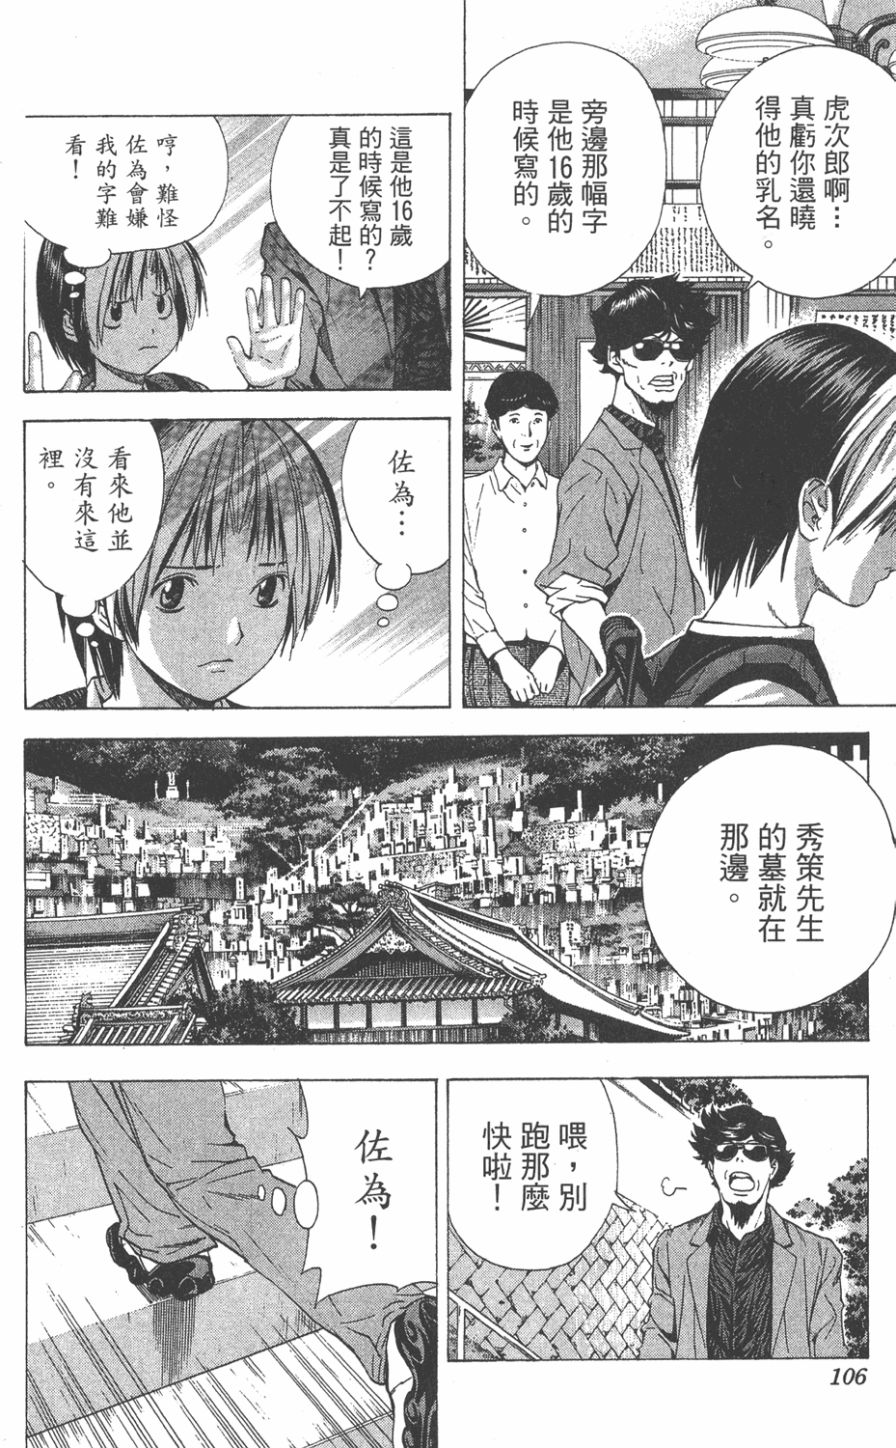 虎次郎啊…
真虧你還曉
得他的乳名。
旁邊那幅字
是他16歲的
時候寫的。
這是他16歲
的時候寫的？
真是了不起！
哼，難怪
佐為會嫌
我的字難
看！
佐為…
看來他並
沒有來這
裡。
秀策先生
的墓就在
那邊。
喂，別
跑那麼
快啦！
佐為！
106